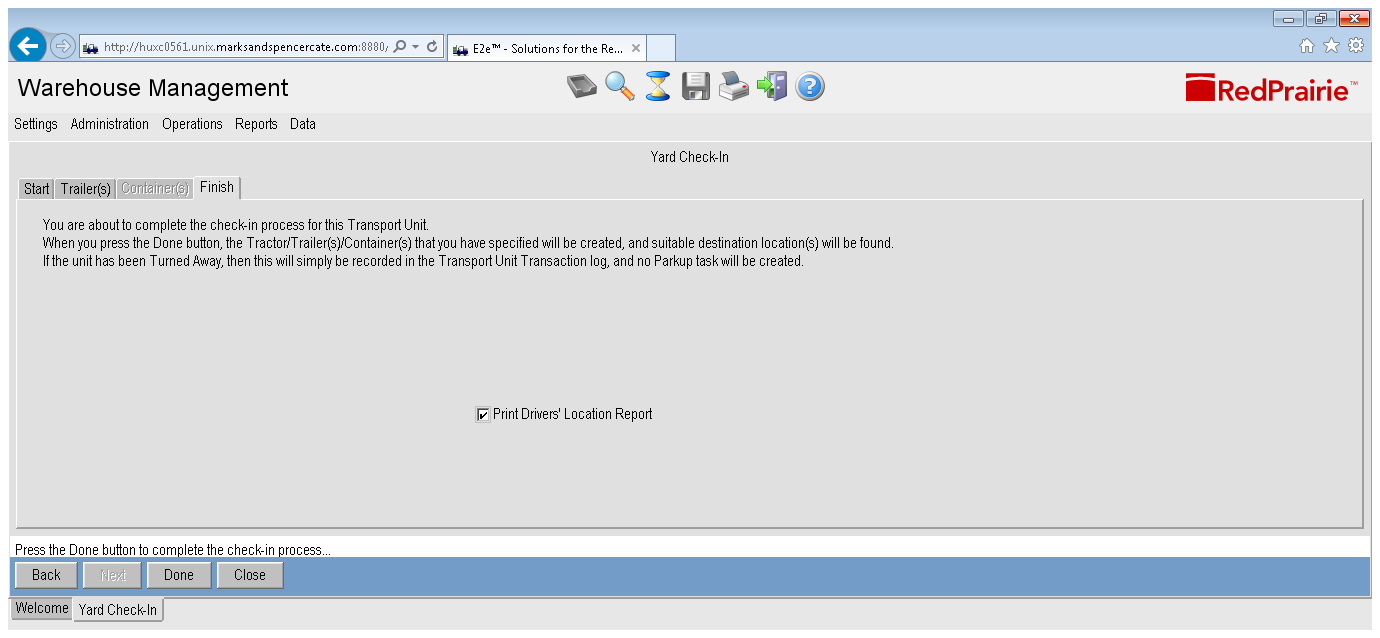 http://huxc0561.unix.marksandspencercate.com:8880/
E2e™ - Solutions for the Re...
Warehouse Management
RedPrairie™
Settings Administration Operations Reports Data
Yard Check-In
Start Trailer(s) Container(s) Finish
You are about to complete the check-in process for this Transport Unit.
When you press the Done button, the Tractor/Trailer(s)/Container(s) that you have specified will be created, and suitable destination location(s) will be found.
If the unit has been Turned Away, then this will simply be recorded in the Transport Unit Transaction log, and no Parkup task will be created.
Print Drivers' Location Report
Press the Done button to complete the check-in process...
Back Next Done Close
Welcome Yard Check-In